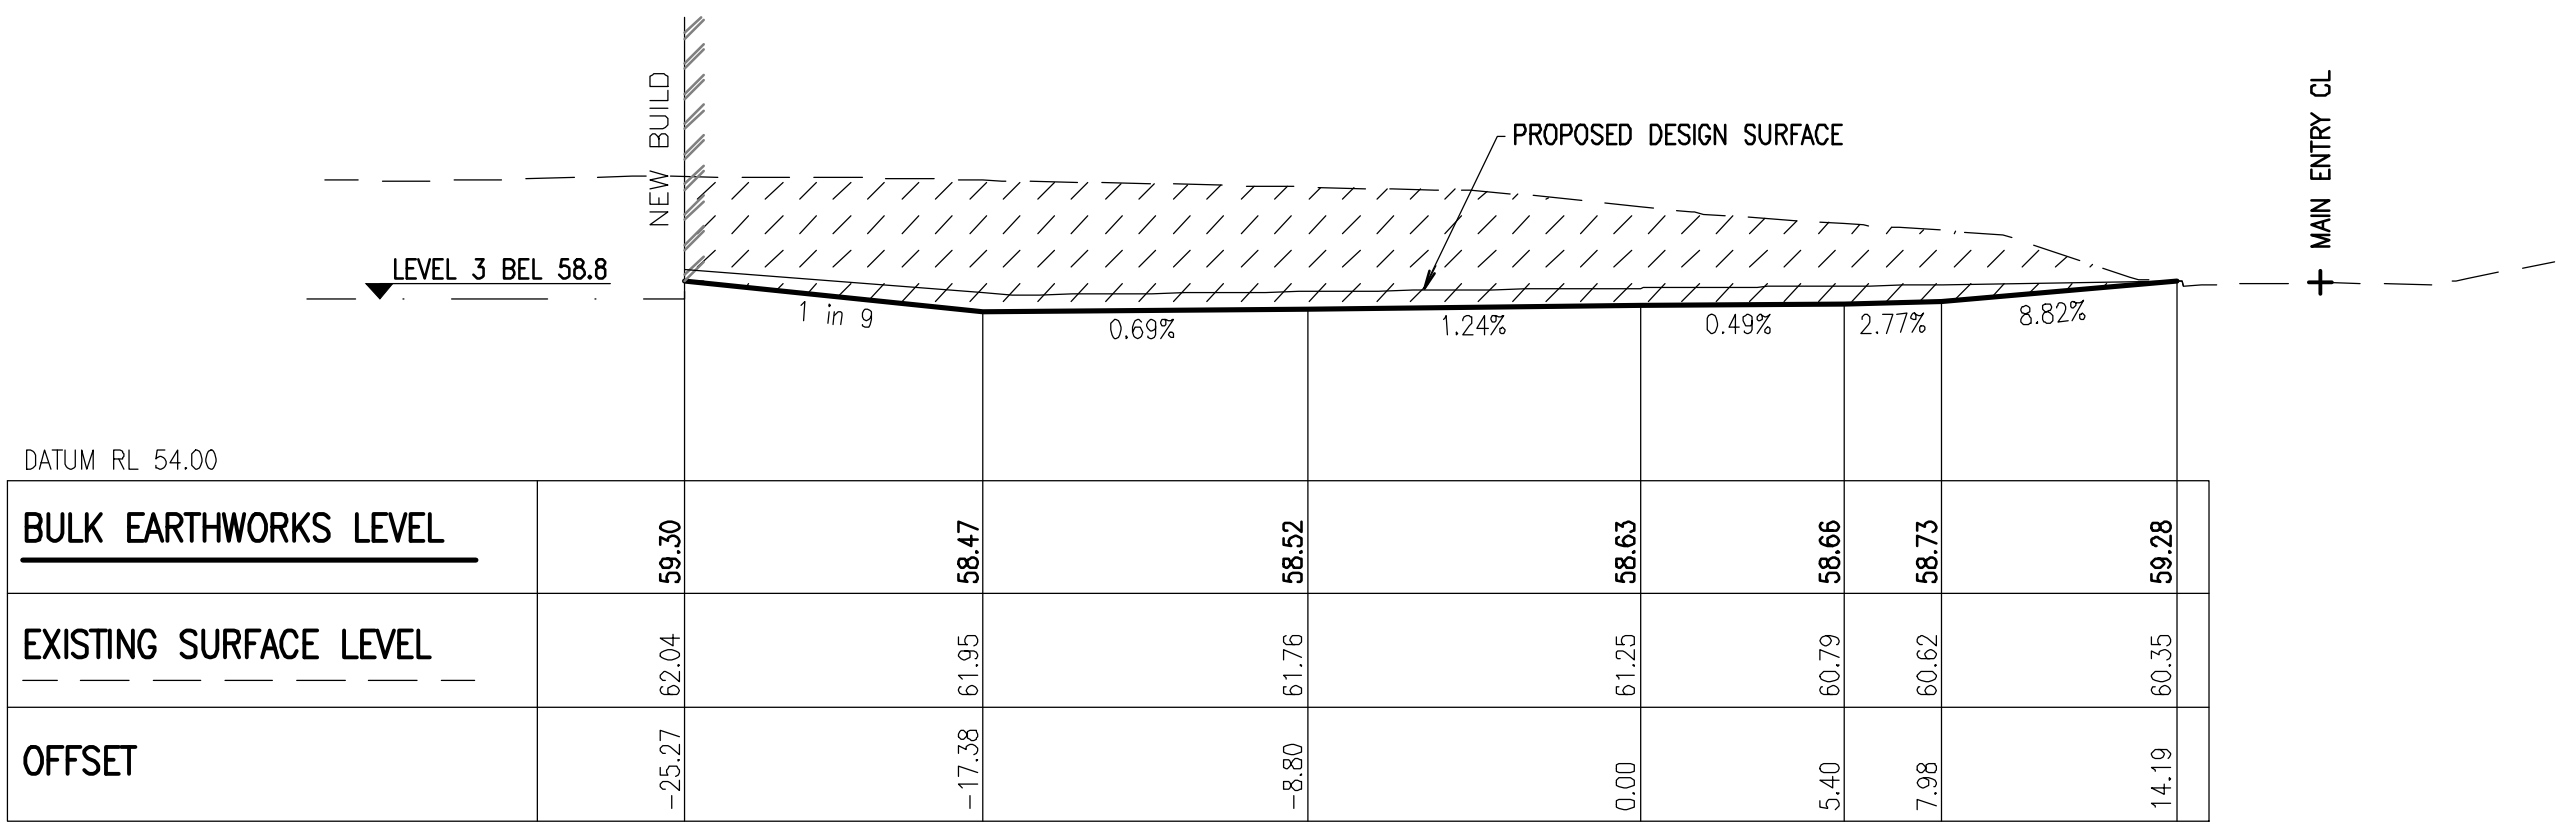 NEW BUILD
MAIN ENTRY CL
PROPOSED DESIGN SURFACE
LEVEL 3 BEL 58.8
1 in 9
0.69%
1.24%
0.49%
2.77%
8.82%
DATUM RL 54.00
BULK EARTHWORKS LEVEL 59.30 58.47 58.52 58.63 58.66 58.73 59.28
EXISTING SURFACE LEVEL 62.04 61.95 61.76 61.25 60.79 60.62 60.35
OFFSET -25.27 -17.38 -8.80 0.00 5.40 7.98 14.19